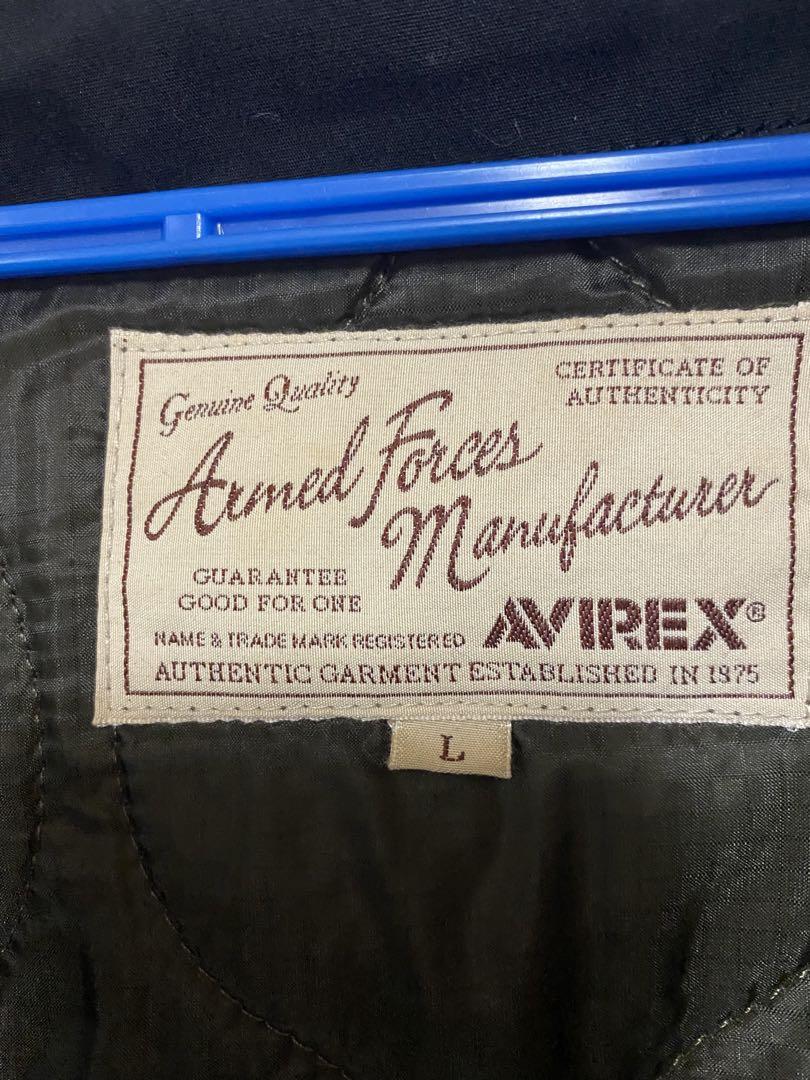 Genuine Quality
CERTIFICATE OF
AUTHENTICITY
Armed Forces
Manufacturer
GUARANTEE
GOOD FOR ONE
NAME & TRADE MARK REGISTERED
AVIREX®
AUTHENTIC GARMENT ESTABLISHED IN 1975
L